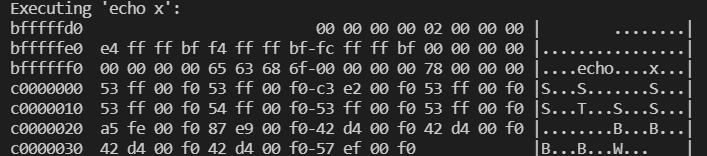 Executing 'echo x':
bfffffd0                           00 00 00 00 02 00 00 00 |        ........|
bfffffe0  e4 ff ff bf f4 ff ff bf-fc ff ff bf 00 00 00 00 |................|
bffffff0  00 00 00 00 65 63 68 6f-00 00 00 00 78 00 00 00 |....echo....x...|
c0000000  53 ff 00 f0 53 ff 00 f0-c3 e2 00 f0 53 ff 00 f0 |S...S.......S...|
c0000010  53 ff 00 f0 54 ff 00 f0-53 ff 00 f0 53 ff 00 f0 |S...T...S...S...|
c0000020  a5 fe 00 f0 87 e9 00 f0-42 d4 00 f0 42 d4 00 f0 |........B...B...|
c0000030  42 d4 00 f0 42 d4 00 f0-57 ef 00 f0             |B...B...W...    |